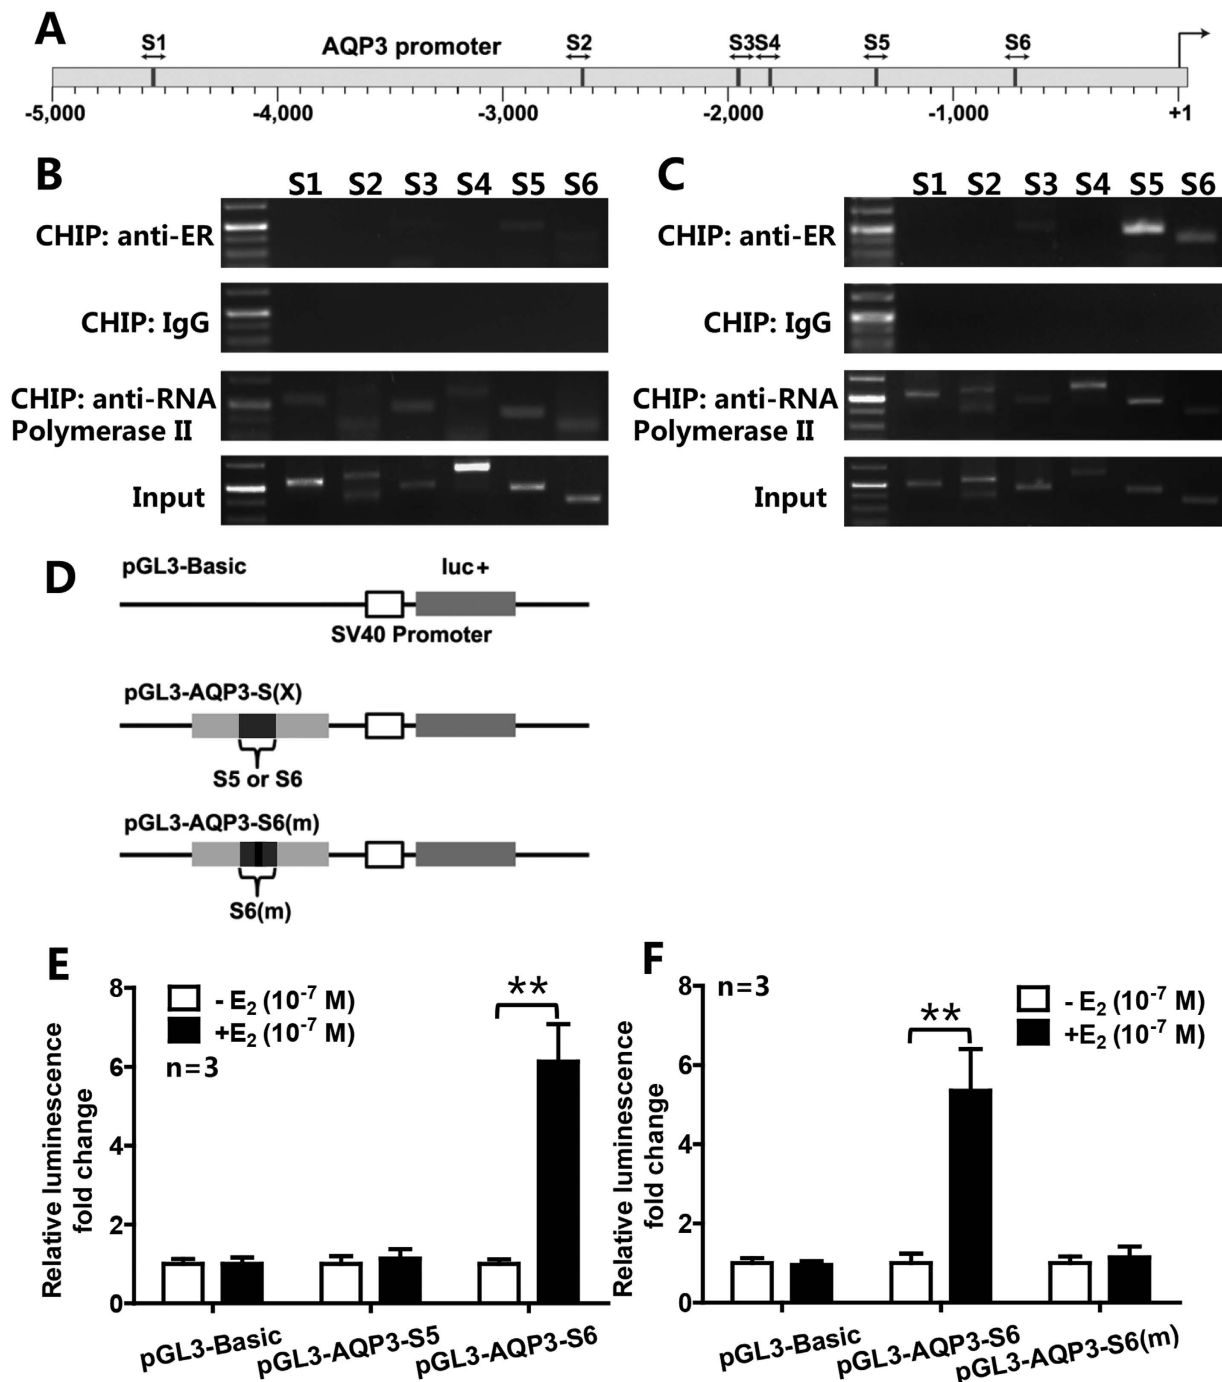 A
S1
AQP3 promoter
S2
S3
S4
S5
S6
-5,000
-4,000
-3,000
-2,000
-1,000
+1
B
S1 S2 S3 S4 S5 S6
CHIP: anti-ER
CHIP: IgG
CHIP: anti-RNA
Polymerase II
Input
C
S1 S2 S3 S4 S5 S6
CHIP: anti-ER
CHIP: IgG
CHIP: anti-RNA
Polymerase II
Input
D
pGL3-Basic
luc+
SV40 Promoter
pGL3-AQP3-S(X)
S5 or S6
pGL3-AQP3-S6(m)
S6(m)
E
Relative luminescence
fold change
8
6
4
2
0
- E₂ (10⁻⁷ M)
+E₂ (10⁻⁷ M)
n=3
**
pGL3-Basic
pGL3-AQP3-S5
pGL3-AQP3-S6
F
Relative luminescence
fold change
8
6
4
2
0
n=3
- E₂ (10⁻⁷ M)
+E₂ (10⁻⁷ M)
**
pGL3-Basic
pGL3-AQP3-S6
pGL3-AQP3-S6(m)